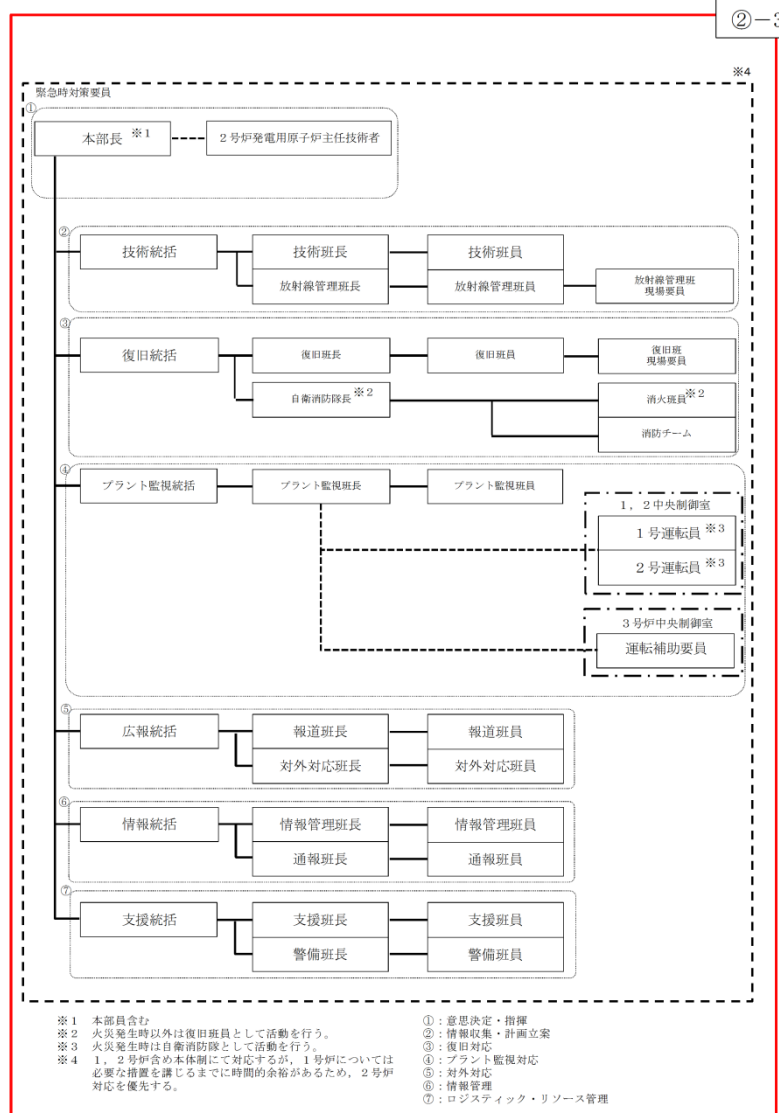 ②−3
※4
緊急時対策要員
①
本部長 ※1
2号炉発電用原子炉主任技術者
②
技術統括
技術班長
技術班員
放射線管理班長
放射線管理班員
放射線管理班
現場要員
③
復旧統括
復旧班長
復旧班員
復旧班
現場要員
自衛消防隊長※2
消火班員※2
消防チーム
④
プラント監視統括
プラント監視班長
プラント監視班員
1，2中央制御室
1号運転員 ※3
2号運転員 ※3
3号炉中央制御室
運転補助要員
⑤
広報統括
報道班長
報道班員
対外対応班長
対外対応班員
⑥
情報統括
情報管理班長
情報管理班員
通報班長
通報班員
⑦
支援統括
支援班長
支援班員
警備班長
警備班員
※1 本部員含む
※2 火災発生時以外は復旧班員として活動を行う。
※3 火災発生時は自衛消防隊として活動を行う。
※4 1，2号炉含め本体制にて対応するが，1号炉については
必要な措置を講じるまでに時間的余裕があるため，2号炉
対応を優先する。
①：意思決定・指揮
②：情報収集・計画立案
③：復旧対応
④：プラント監視対応
⑤：対外対応
⑥：情報管理
⑦：ロジスティック・リソース管理